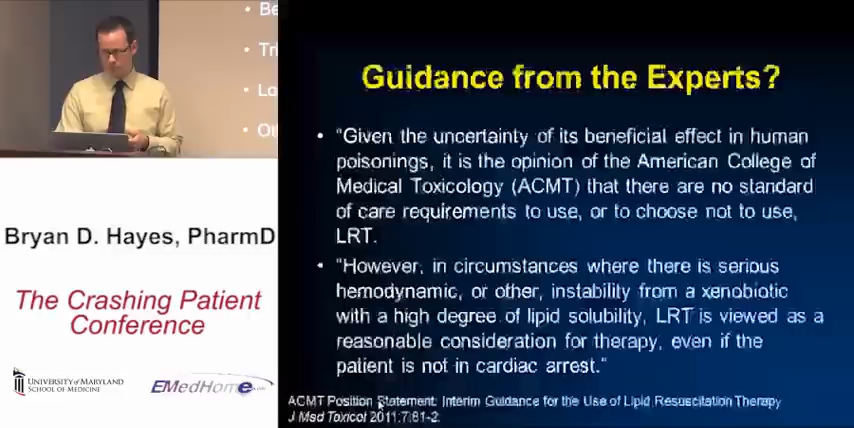 Be
Tri
Lo
Ot
Guidance from the Experts?
• "Given the uncertainty of its beneficial effect in human
poisonings, it is the opinion of the American College of
Medical Toxicology (ACMT) that there are no standard
of care requirements to use, or to choose not to use,
LRT.
• "However, in circumstances where there is serious
hemodynamic, or other, instability from a xenobiotic
with a high degree of lipid solubility, LRT is viewed as a
reasonable consideration for therapy, even if the
patient is not in cardiac arrest."
ACMT Position Statement: Interim Guidance for the Use of Lipid Resuscitation Therapy
J Med Toxicol 2011;7:81-2.
Bryan D. Hayes, PharmD
The Crashing Patient
Conference
UNIVERSITY OF MARYLAND
SCHOOL OF MEDICINE
EMedHome.com